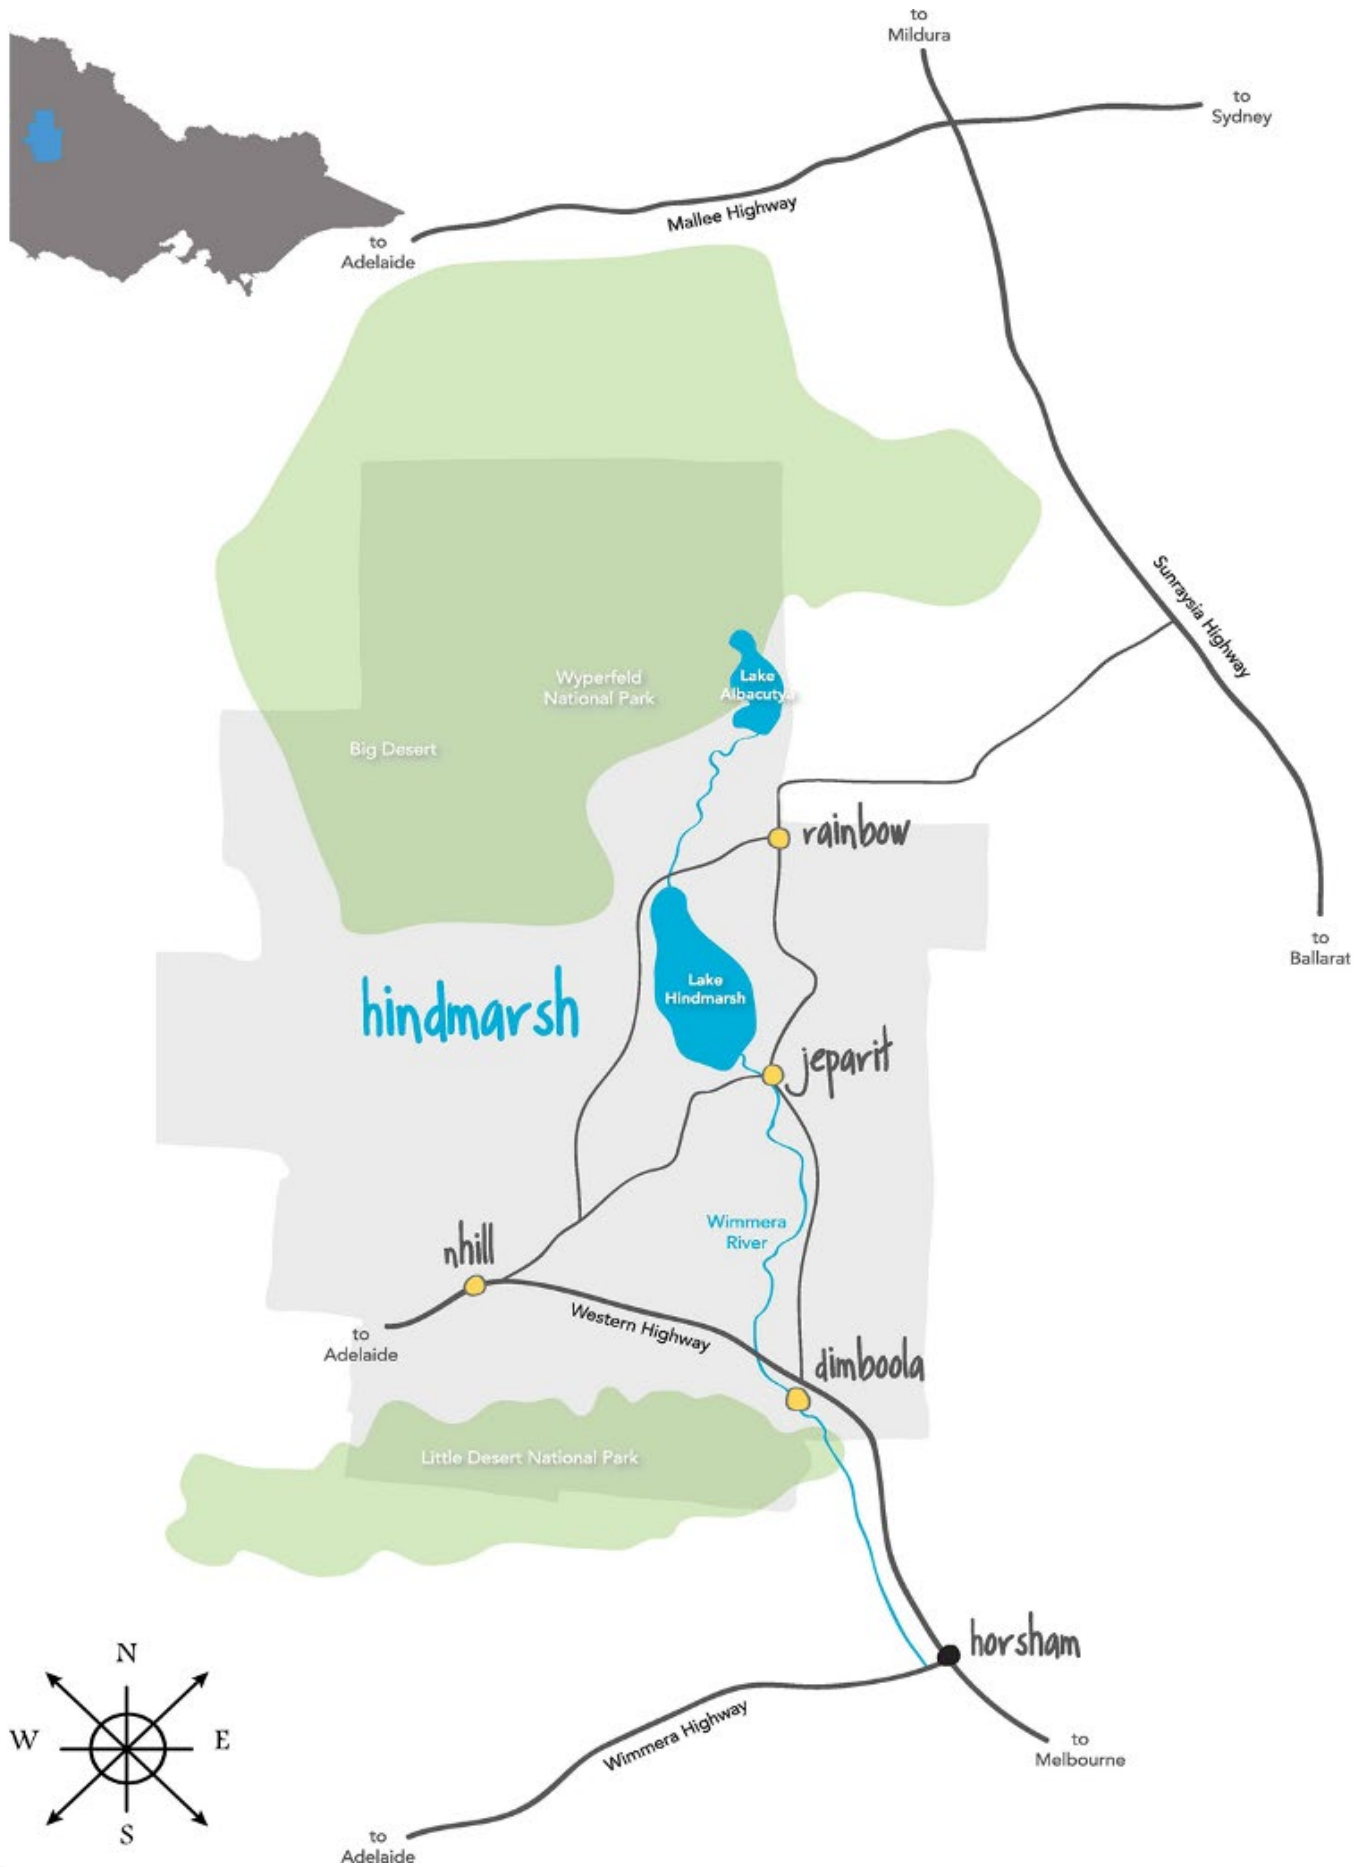 to
Mildura
to
Sydney
Mallee Highway
to
Adelaide
Sunraysia Highway
Wyperfeld
National Park
Lake
Albacutya
Big Desert
rainbow
to
Ballarat
hindmarsh
Lake
Hindmarsh
jeparit
Wimmera
River
nhill
Western Highway
to
Adelaide
dimboola
Little Desert National Park
horsham
N
W
E
S
Wimmera Highway
to
Melbourne
to
Adelaide